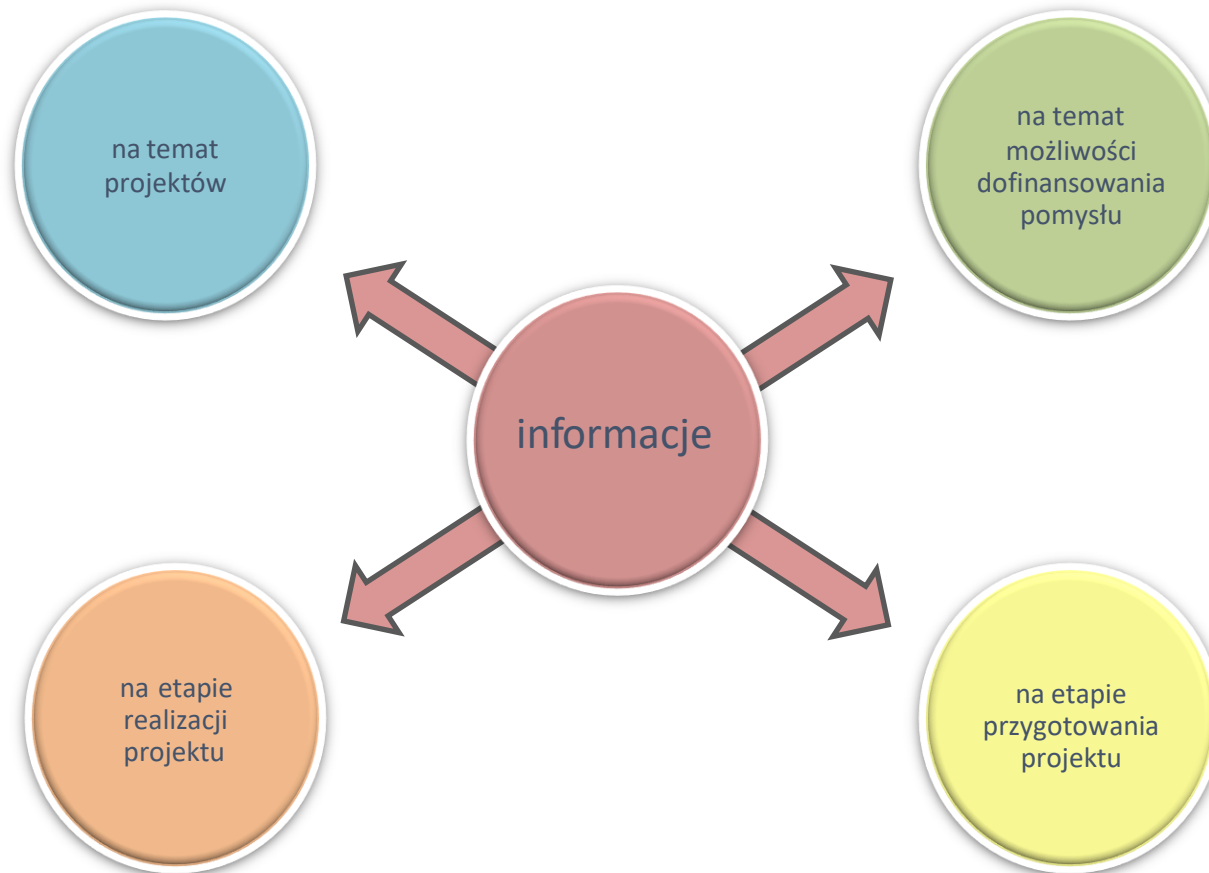 na temat
projektów
na temat
możliwości
dofinansowania
pomysłu
informacje
na etapie
realizacji
projektu
na etapie
przygotowania
projektu